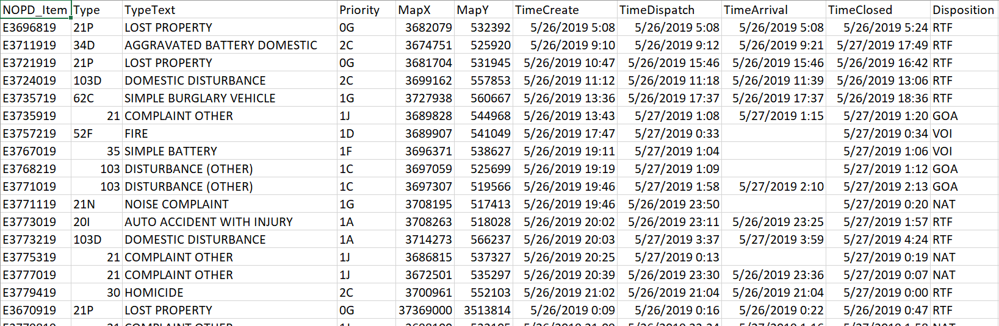 NOPD_Item Type TypeText Priority MapX MapY TimeCreate TimeDispatch TimeArrival TimeClosed Disposition
E3696819 21P LOST PROPERTY 0G 3682079 532392 5/26/2019 5:08 5/26/2019 5:08 5/26/2019 5:08 5/26/2019 5:24 RTF
E3711919 34D AGGRAVATED BATTERY DOMESTIC 2C 3674751 525920 5/26/2019 9:10 5/26/2019 9:12 5/26/2019 9:21 5/27/2019 17:49 RTF
E3721919 21P LOST PROPERTY 0G 3681704 531945 5/26/2019 10:47 5/26/2019 15:46 5/26/2019 15:46 5/26/2019 16:42 RTF
E3724019 103D DOMESTIC DISTURBANCE 2C 3699162 557853 5/26/2019 11:12 5/26/2019 11:18 5/26/2019 11:39 5/26/2019 13:06 RTF
E3735719 62C SIMPLE BURGLARY VEHICLE 1G 3727938 560667 5/26/2019 13:36 5/26/2019 17:37 5/26/2019 17:37 5/26/2019 18:36 RTF
E3735919 21 COMPLAINT OTHER 1J 3689828 544968 5/26/2019 13:43 5/27/2019 1:08 5/27/2019 1:15 5/27/2019 1:20 GOA
E3757219 52F FIRE 1D 3689907 541049 5/26/2019 17:47 5/27/2019 0:33 5/27/2019 0:34 VOI
E3767019 35 SIMPLE BATTERY 1F 3696371 538627 5/26/2019 19:11 5/27/2019 1:04 5/27/2019 1:06 VOI
E3768219 103 DISTURBANCE (OTHER) 1C 3697059 525699 5/26/2019 19:19 5/27/2019 1:09 5/27/2019 1:12 GOA
E3771019 103 DISTURBANCE (OTHER) 1C 3697307 519566 5/26/2019 19:46 5/27/2019 1:58 5/27/2019 2:10 5/27/2019 2:13 GOA
E3771119 21N NOISE COMPLAINT 1G 3708195 517413 5/26/2019 19:46 5/26/2019 23:50 5/27/2019 0:20 NAT
E3773019 20I AUTO ACCIDENT WITH INJURY 1A 3708263 518028 5/26/2019 20:02 5/26/2019 23:11 5/26/2019 23:25 5/27/2019 1:57 RTF
E3773219 103D DOMESTIC DISTURBANCE 1A 3714273 566237 5/26/2019 20:03 5/27/2019 3:37 5/27/2019 3:59 5/27/2019 4:24 RTF
E3775319 21 COMPLAINT OTHER 1J 3686815 537327 5/26/2019 20:25 5/27/2019 0:13 5/27/2019 0:19 NAT
E3777019 21 COMPLAINT OTHER 1J 3672501 535297 5/26/2019 20:39 5/26/2019 23:30 5/26/2019 23:36 5/27/2019 0:07 NAT
E3779419 30 HOMICIDE 2C 3700961 552103 5/26/2019 21:02 5/26/2019 21:04 5/26/2019 21:04 5/27/2019 0:00 RTF
E3670919 21P LOST PROPERTY 0G 37369000 3513814 5/26/2019 0:09 5/26/2019 0:16 5/26/2019 0:22 5/26/2019 0:47 RTF